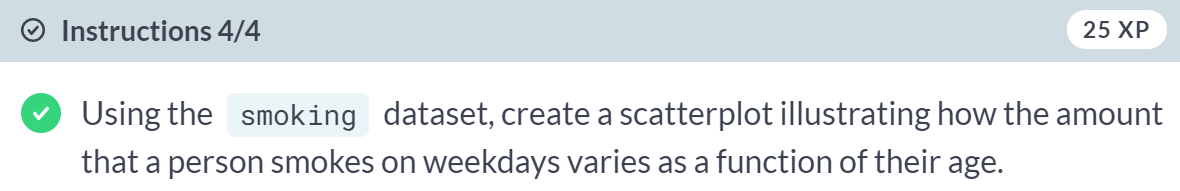 Instructions 4/4
25 XP
Using the smoking dataset, create a scatterplot illustrating how the amount
that a person smokes on weekdays varies as a function of their age.